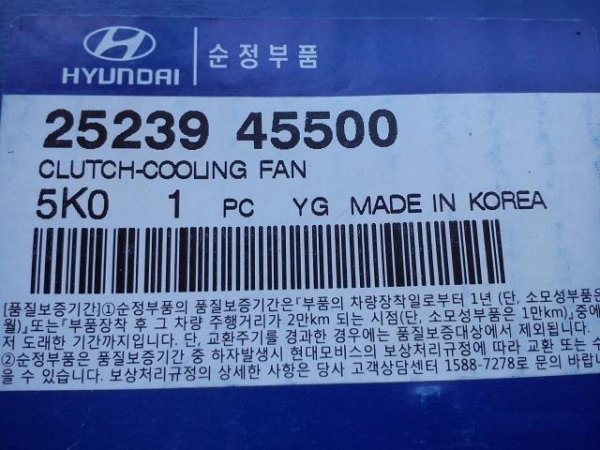 HYUNDAI 순정부품
25239 45500
CLUTCH-COOLING FAN
5K0 1 PC YG MADE IN KOREA
[품질보증기간]①순정부품의 품질보증기간은「부품의 차량장착일로부터 1년 (단, 소모성부품은
월)」또는「부품장착 후 그 차량 주행거리가 2만km 되는 시점(단, 소모성부품은 1만km)」중에
저 도래한 기간까지입니다. 단, 교환주기를 경과한 경우에는 품질보증대상에서 제외됩니다.
②순정부품은 품질보증기간 중 하자발생시 현대모비스의 보상처리규정에 따라 교환 또는 수
을 수 있습니다. 보상처리규정의 상세한 사항은 당사 고객상담센터 1588-7278로 문의 바랍니